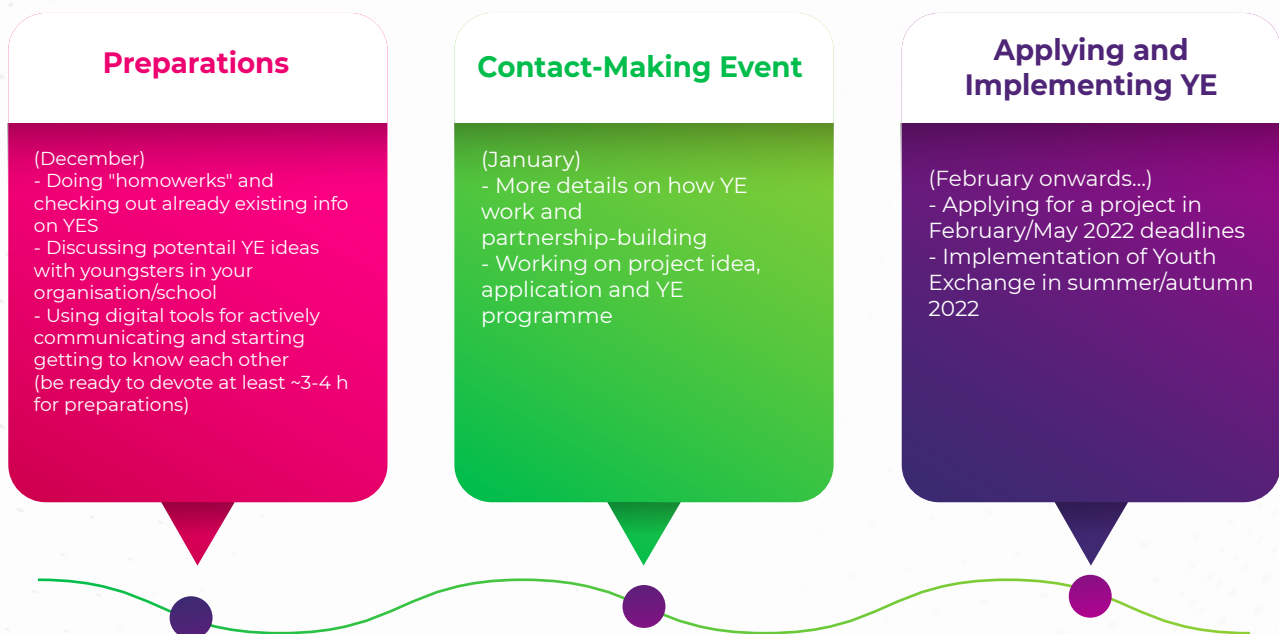 Preparations
(December)
- Doing "homowerks" and
checking out already existing info
on YES
- Discussing potentail YE ideas
with youngsters in your
organisation/school
- Using digital tools for actively
communicating and starting
getting to know each other
(be ready to devote at least ~3-4 h
for preparations)
Contact-Making Event
(January)
- More details on how YE
work and
partnership-building
- Working on project idea,
application and YE
programme
Applying and
Implementing YE
(February onwards...)
- Applying for a project in
February/May 2022 deadlines
- Implementation of Youth
Exchange in summer/autumn
2022